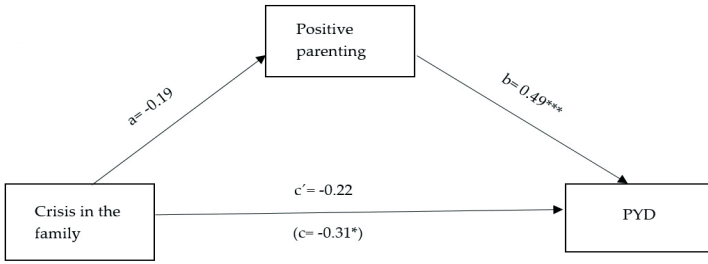 Positive
parenting
a= -0.19
b= 0.49***
c´= -0.22
Crisis in the
family
PYD
(c= -0.31*)